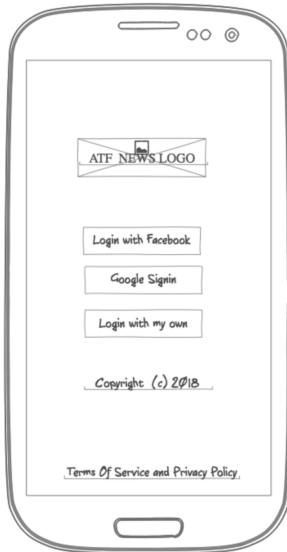 ATF NEWS LOGO
Login with Facebook
Google Signin
Login with my own
Copyright (c) 2018
Terms Of Service and Privacy Policy